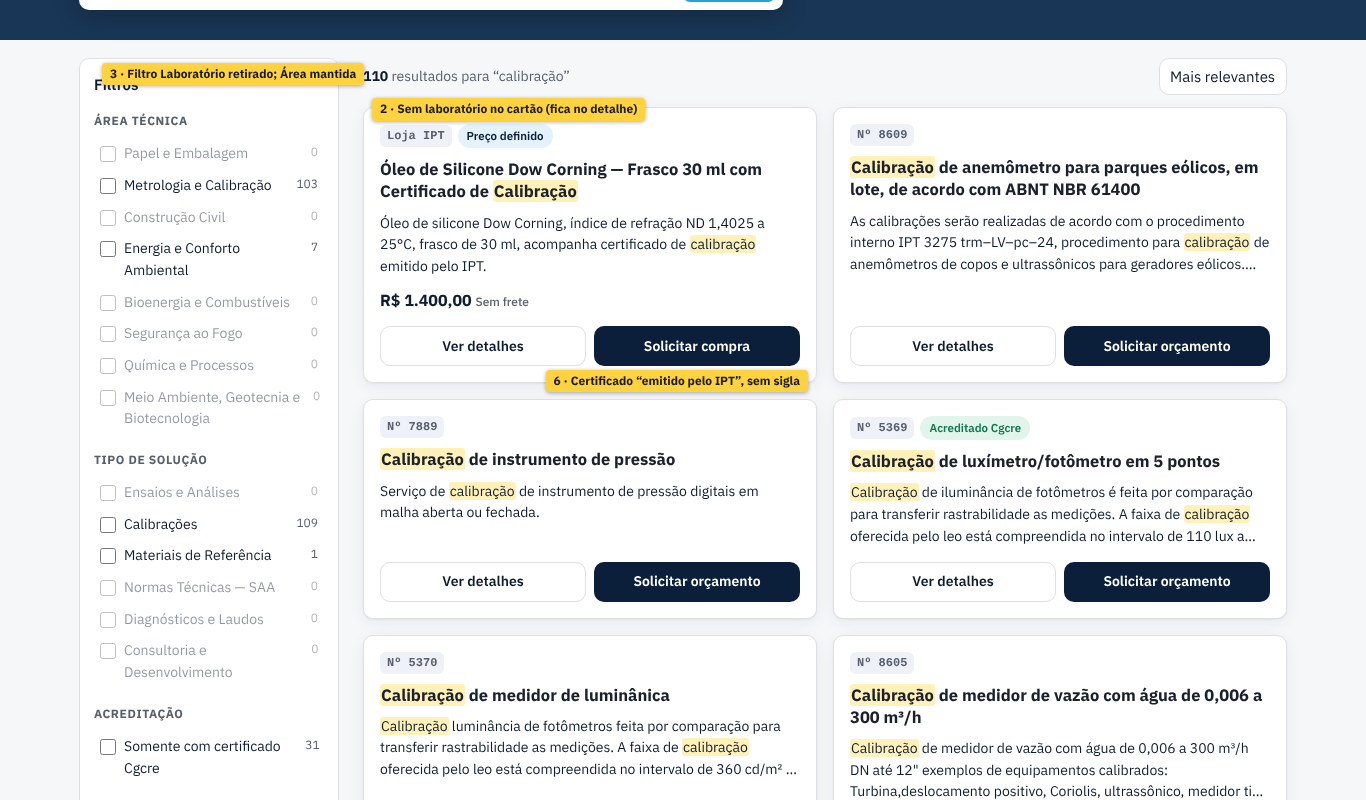 3 · Filtro Laboratório retirado; Área mantida
Filtros
ÁREA TÉCNICA
Papel e Embalagem 0
Metrologia e Calibração 103
Construção Civil 0
Energia e Conforto 7
Ambiental
Bioenergia e Combustíveis 0
Segurança ao Fogo 0
Química e Processos 0
Meio Ambiente, Geotecnia e 0
Biotecnologia
TIPO DE SOLUÇÃO
Ensaios e Análises 0
Calibrações 109
Materiais de Referência 1
Normas Técnicas — SAA 0
Diagnósticos e Laudos 0
Consultoria e 0
Desenvolvimento
ACREDITAÇÃO
Somente com certificado 31
Cgcre
110 resultados para “calibração”
Mais relevantes
2 · Sem laboratório no cartão (fica no detalhe)
Loja IPT Preço definido
Óleo de Silicone Dow Corning — Frasco 30 ml com
Certificado de Calibração
Óleo de silicone Dow Corning, índice de refração ND 1,4025 a
25°C, frasco de 30 ml, acompanha certificado de calibração
emitido pelo IPT.
R$ 1.400,00 Sem frete
Ver detalhes
Solicitar compra
6 · Certificado “emitido pelo IPT”, sem sigla
Nº 8609
Calibração de anemômetro para parques eólicos, em
lote, de acordo com ABNT NBR 61400
As calibrações serão realizadas de acordo com o procedimento
interno IPT 3275 trm–LV–pc–24, procedimento para calibração de
anemômetros de copos e ultrassônicos para geradores eólicos....
Ver detalhes
Solicitar orçamento
Nº 7889
Calibração de instrumento de pressão
Serviço de calibração de instrumento de pressão digitais em
malha aberta ou fechada.
Ver detalhes
Solicitar orçamento
Nº 5369 Acreditado Cgcre
Calibração de luxímetro/fotômetro em 5 pontos
Calibração de iluminância de fotômetros é feita por comparação
para transferir rastrabilidade as medições. A faixa de calibração
oferecida pelo leo está compreendida no intervalo de 110 lux a...
Ver detalhes
Solicitar orçamento
Nº 5370
Calibração de medidor de luminânica
Calibração luminância de fotômetros feita por comparação para
transferir rastrabilidade as medições. A faixa de calibração
oferecida pelo leo está compreendida no intervalo de 360 cd/m² ...
Nº 8605
Calibração de medidor de vazão com água de 0,006 a
300 m³/h
Calibração de medidor de vazão com água de 0,006 a 300 m³/h
DN até 12" exemplos de equipamentos calibrados:
Turbina,deslocamento positivo, Coriolis, ultrassônico, medidor ti...